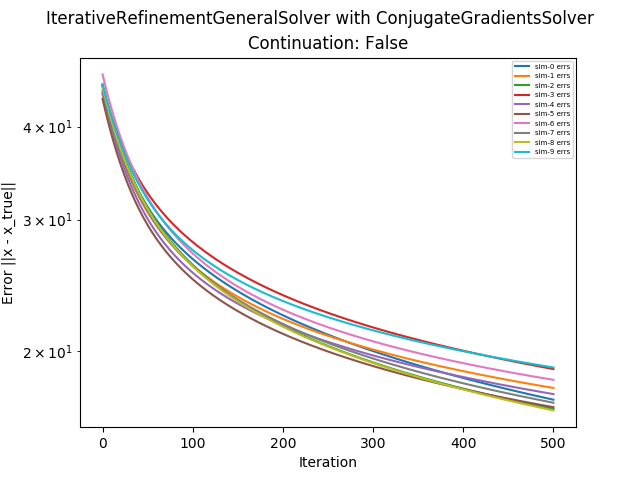 IterativeRefinementGeneralSolver with ConjugateGradientsSolver
Continuation: False
Error ||x - x_true||
4 × 10¹
3 × 10¹
2 × 10¹
sim-0 errs
sim-1 errs
sim-2 errs
sim-3 errs
sim-4 errs
sim-5 errs
sim-6 errs
sim-7 errs
sim-8 errs
sim-9 errs
0 100 200 300 400 500
Iteration